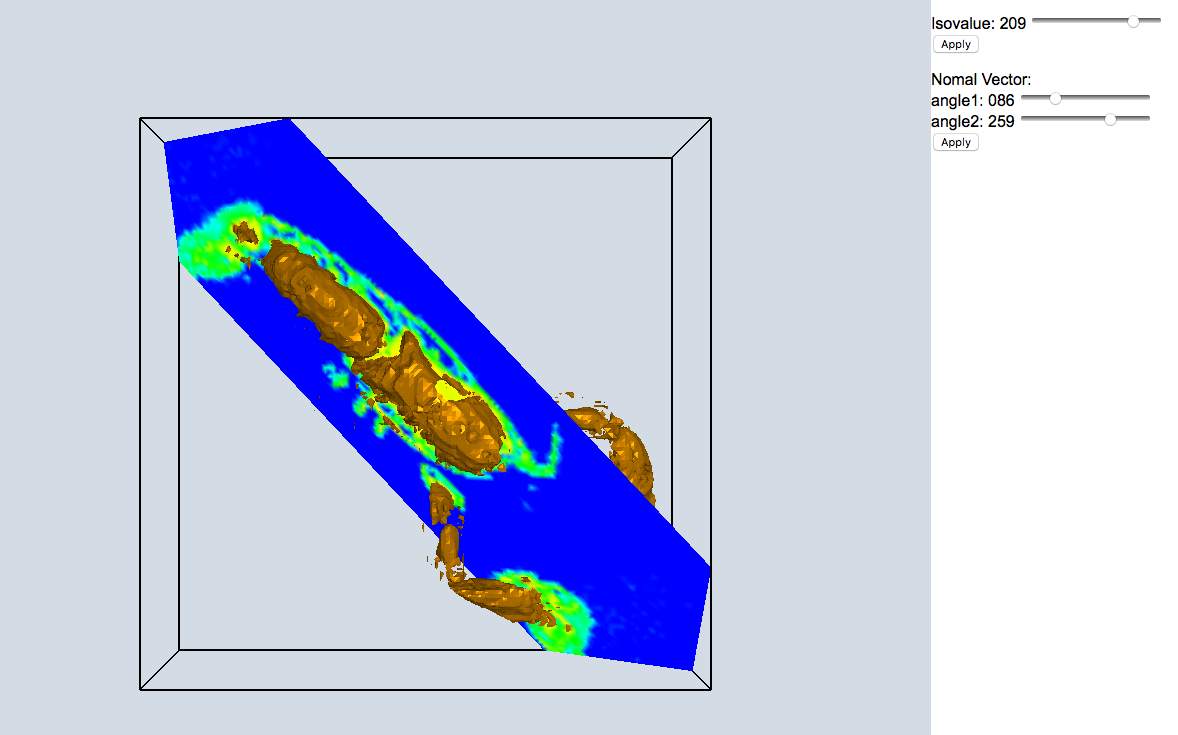 Isovalue: 209
Apply
Nomal Vector:
angle1: 086
angle2: 259
Apply